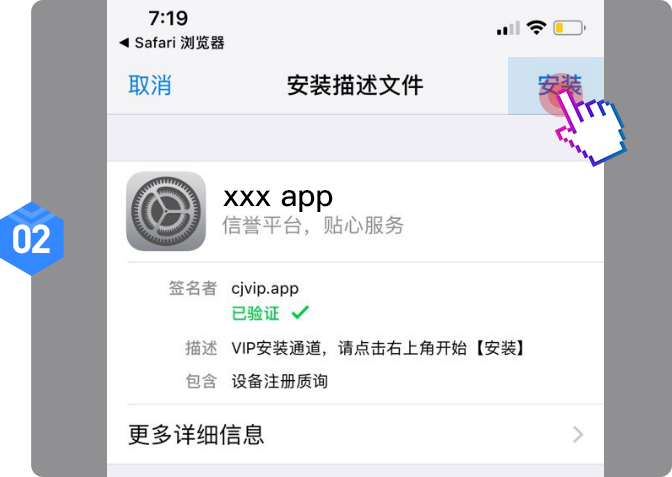 7:19
◀ Safari 浏览器
取消 安装描述文件 安装
xxx app
信誉平台，贴心服务
02
签名者 cjvip.app
已验证 ✓
描述 VIP安装通道，请点击右上角开始【安装】
包含 设备注册质询
更多详细信息